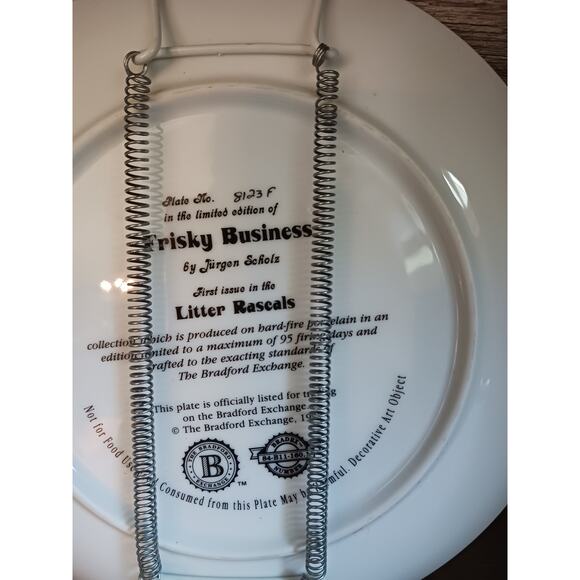 Plate No. 8123 F
in the limited edition of
Frisky Business
by Jürgen Scholz
First issue in the
Litter Rascals
collection which is produced on hard-fire porcelain in an
edition limited to a maximum of 95 firing days and
crafted to the exacting standards of
The Bradford Exchange.
This plate is officially listed for trading
on the Bradford Exchange.
© The Bradford Exchange, 19
THE BRADFORD
B
EXCHANGE
™
BRADEX
84-B11-160.
NUMBER
Not for Food Use. Consumed from this Plate May be Harmful. Decorative Art Object